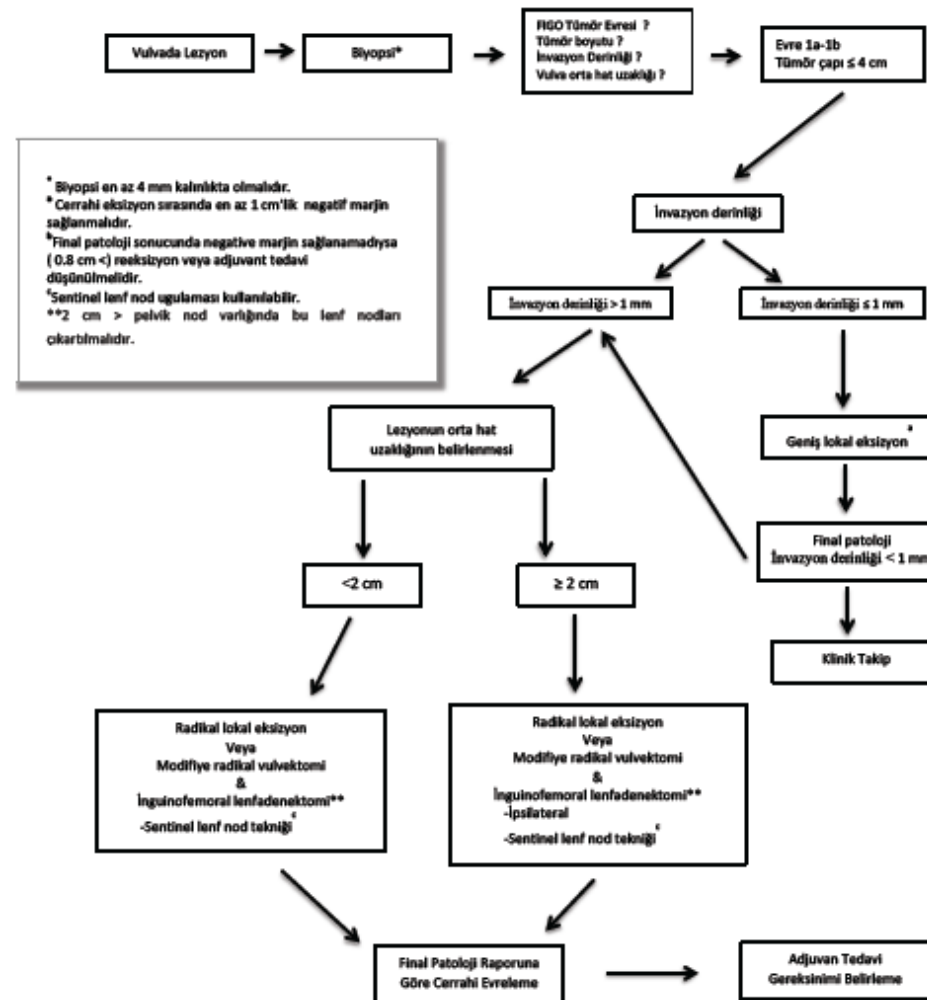 Vulvada Lezyon
Biyopsi*
FIGO Tümör Evresi ?
Tümör boyutu ?
İnvazyon Derinliği ?
Vulva orta hat uzaklığı ?
Evre 1a-1b
Tümör çapı ≤ 4 cm
* Biyopsi en az 4 mm kalınlıkta olmalıdır.
a Cerrahi eksizyon sırasında en az 1 cm'lik negatif marjin
sağlanmalıdır.
b Final patoloji sonucunda negative marjin sağlanamadıysa
( 0.8 cm <) reeksizyon veya adjuvant tedavi
düşünülmelidir.
c Sentinel lenf nod ugulaması kullanılabilir.
**2 cm > pelvik nod varlığında bu lenf nodları
çıkartılmalıdır.
İnvazyon derinliği
İnvazyon derinliği > 1 mm
İnvazyon derinliği ≤ 1 mm
Lezyonun orta hat
uzaklığının belirlenmesi
Geniş lokal eksizyon a
Final patoloji
İnvazyon derinliği < 1 mm
<2 cm
≥ 2 cm
Klinik Takip
Radikal lokal eksizyon
Veya
Modifiye radikal vulvektomi
&
İnguinofemoral lenfadenektomi**
-Sentinel lenf nod tekniği c
Radikal lokal eksizyon
Veya
Modifiye radikal vulvektomi
&
İnguinofemoral lenfadenektomi**
-İpsilateral
-Sentinel lenf nod tekniği c
Final Patoloji Raporuna
Göre Cerrahi Evreleme
Adjuvan Tedavi
Gereksinimi Belirleme